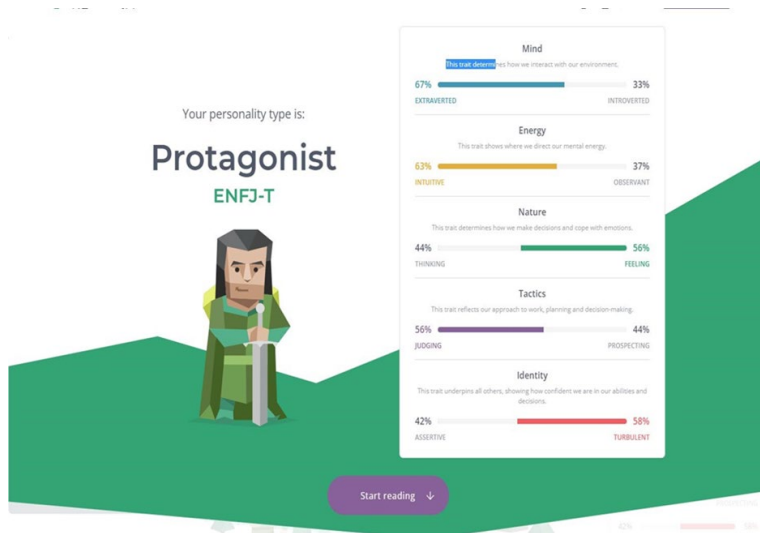 Your personality type is:
Protagonist
ENFJ-T
Mind
This trait determines how we interact with our environment.
67% 33%
EXTRAVERTED INTROVERTED
Energy
This trait shows where we direct our mental energy.
63% 37%
INTUITIVE OBSERVANT
Nature
This trait determines how we make decisions and cope with emotions.
44% 56%
THINKING FEELING
Tactics
This trait reflects our approach to work, planning and decision-making.
56% 44%
JUDGING PROSPECTING
Identity
This trait underpins all others, showing how confident we are in our abilities and
decisions.
42% 58%
ASSERTIVE TURBULENT
Start reading
42% 58%